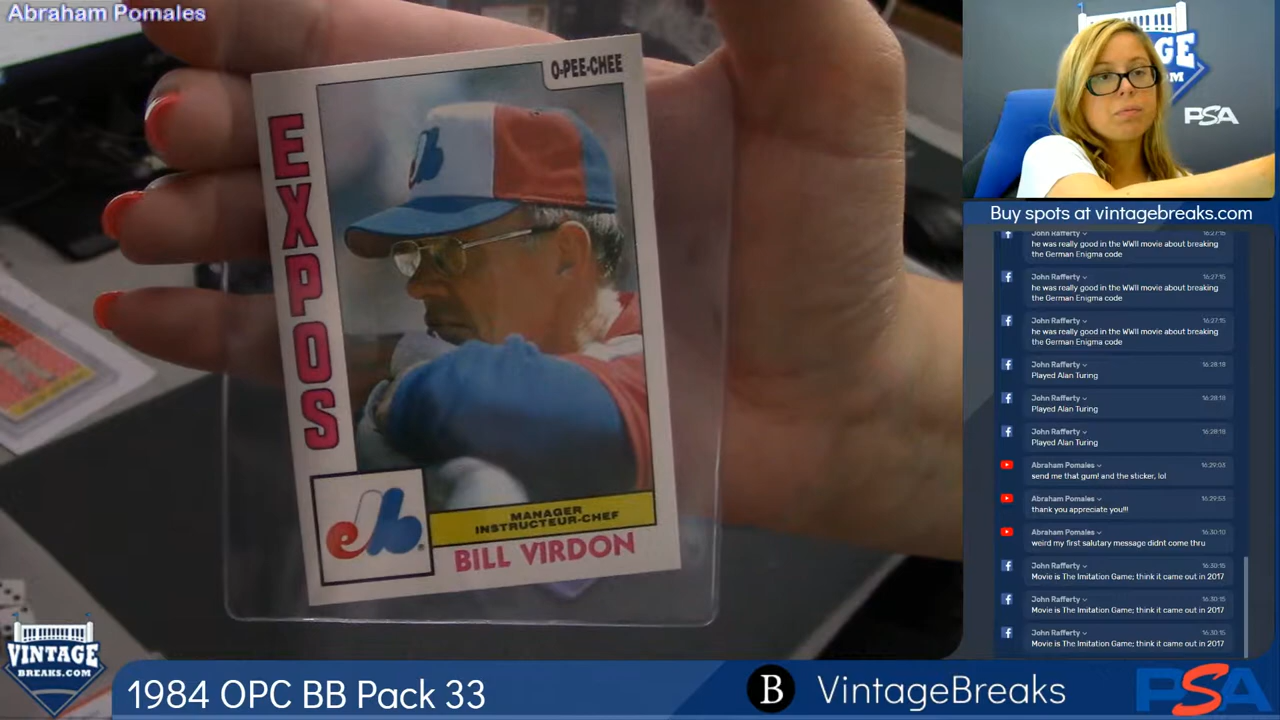 Abraham Pomales
O-PEE-CHEE
EXPOS
eb
MANAGER
INSTRUCTEUR-CHEF
BILL VIRDON
PSA
Buy spots at vintagebreaks.com
John Rafferty 16:27:15
he was really good in the WWII movie about breaking
the German Enigma code
John Rafferty 16:27:15
he was really good in the WWII movie about breaking
the German Enigma code
John Rafferty 16:27:15
he was really good in the WWII movie about breaking
the German Enigma code
John Rafferty 16:28:18
Played Alan Turing
John Rafferty 16:28:18
Played Alan Turing
John Rafferty 16:28:18
Played Alan Turing
Abraham Pomales 16:29:03
send me that gum! and the sticker, lol
Abraham Pomales 16:29:53
thank you appreciate you!!!
Abraham Pomales 16:30:10
weird my first salutary message didnt come thru
John Rafferty 16:30:15
Movie is The Imitation Game; think it came out in 2017
John Rafferty 16:30:15
Movie is The Imitation Game; think it came out in 2017
John Rafferty 16:30:15
Movie is The Imitation Game; think it came out in 2017
VINTAGE
BREAKS.COM
1984 OPC BB Pack 33
B VintageBreaks
PSA